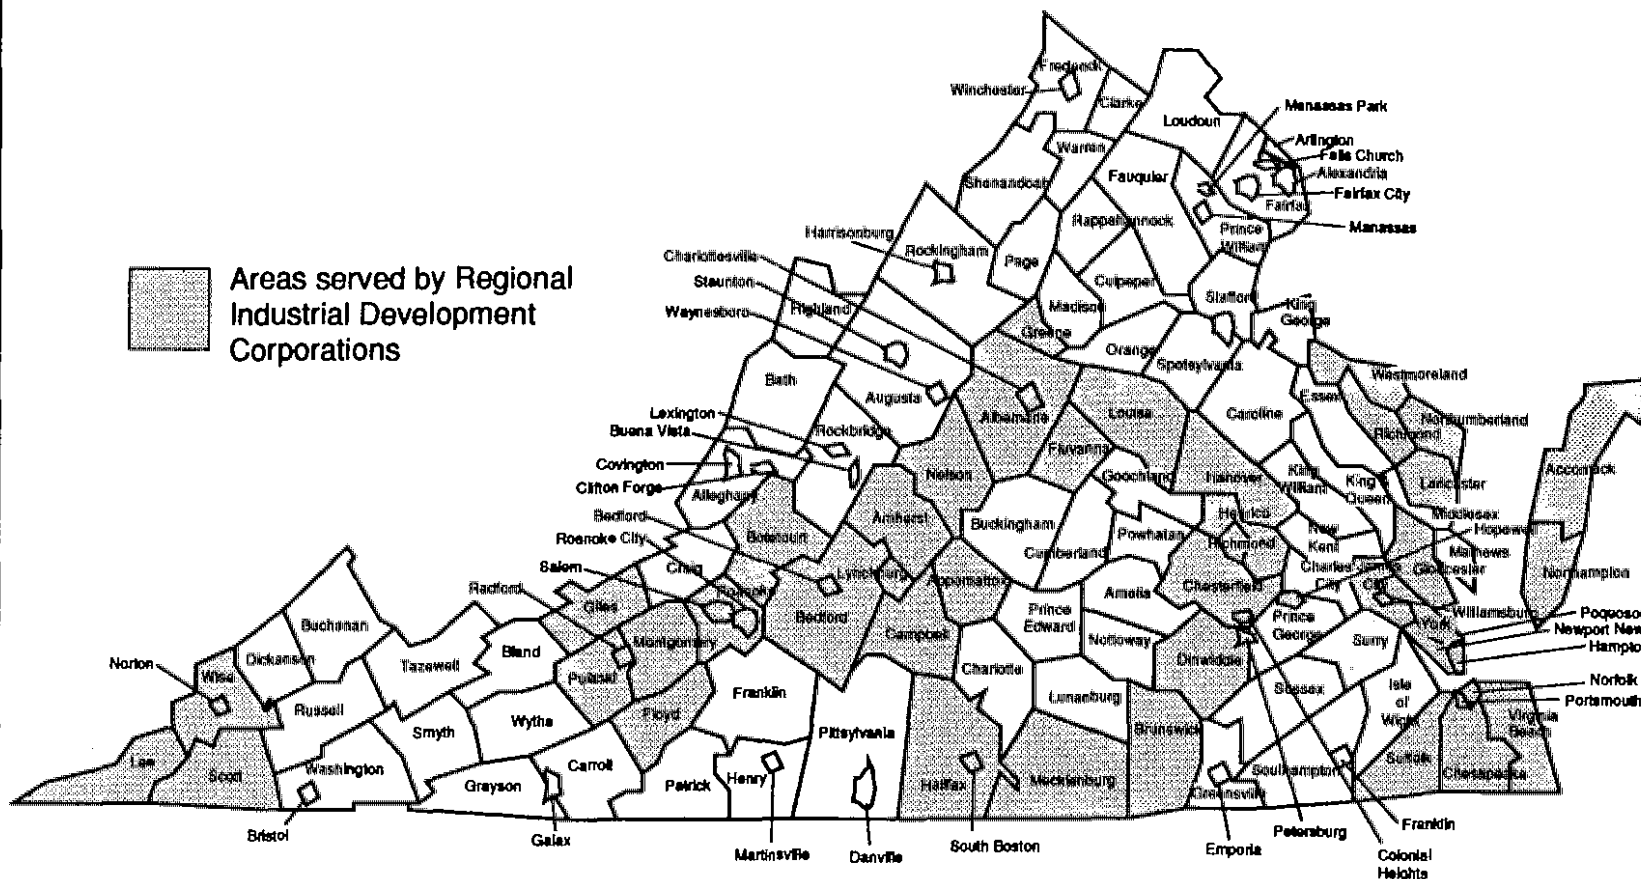 Frederick
Winchester
Clarke
Manassas Park
Loudoun
Arlington
Warren
Falls Church
Alexandria
Fauquier
Shenandoah
Fairfax City
Fairfax
Rappahannock
Manassas
Prince
William
Harrisonburg
Rockingham
Page
Charlottesville
Areas served by Regional
Industrial Development
Corporations
Staunton
Culpeper
Stafford
King
George
Highland
Madison
Waynesboro
Greene
Orange
Spotsylvania
Westmoreland
Bath
Augusta
Essex
Lexington
Albemarle
Louisa
Caroline
Northumberland
Buena Vista
Rockbridge
Richmond
Fluvanna
Covington
Accomack
Nelson
Goochland
Hanover
King
William
King
Queen
Lancaster
Clifton Forge
Alleghany
Bedford
Amherst
Buckingham
Henrico
Middlesex
Hopewell
Roanoke City
Botetourt
Powhatan
Richmond
New
Kent
Mathews
Cumberland
Salem
Craig
Lynchburg
Appomattox
Charles
City
James
City
Gloucester
Northampton
Radford
Roanoke
Chesterfield
Amelia
Giles
Bedford
Prince
Edward
Prince
George
Williamsburg
Poquoso
York
Newport New
Buchanan
Campbell
Nottoway
Surry
Hampto
Montgomery
Bland
Norton
Dickenson
Tazewell
Dinwiddie
Charlotte
Wise
Pulaski
Norfolk
Franklin
Lunenburg
Sussex
Isle
of
Wight
Portsmouth
Russell
Wythe
Floyd
Virginia
Beach
Smyth
Pittsylvania
Brunswick
Lee
Scott
Washington
Carroll
Suffolk
Southampton
Chesapeake
Grayson
Patrick
Henry
Halifax
Mecklenburg
Greensville
Bristol
Galax
Martinsville
Danville
South Boston
Emporia
Petersburg
Franklin
Colonial
Heights